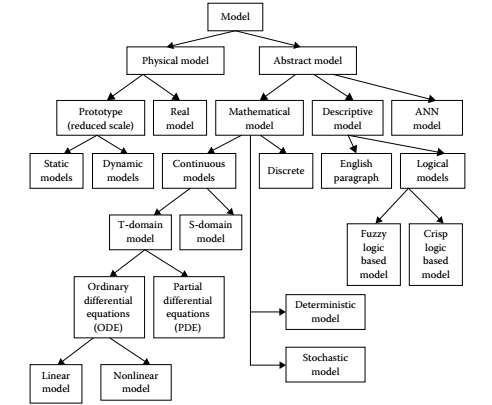 Model
Physical model
Abstract model
Prototype
(reduced scale)
Real
model
Mathematical
model
Descriptive
model
ANN
model
Static
models
Dynamic
models
Continuous
models
Discrete
English
paragraph
Logical
models
T-domain
model
S-domain
model
Fuzzy
logic
based
model
Crisp
logic
based
model
Ordinary
differential
equations
(ODE)
Partial
differential
equations
(PDE)
Deterministic
model
Stochastic
model
Linear
model
Nonlinear
model